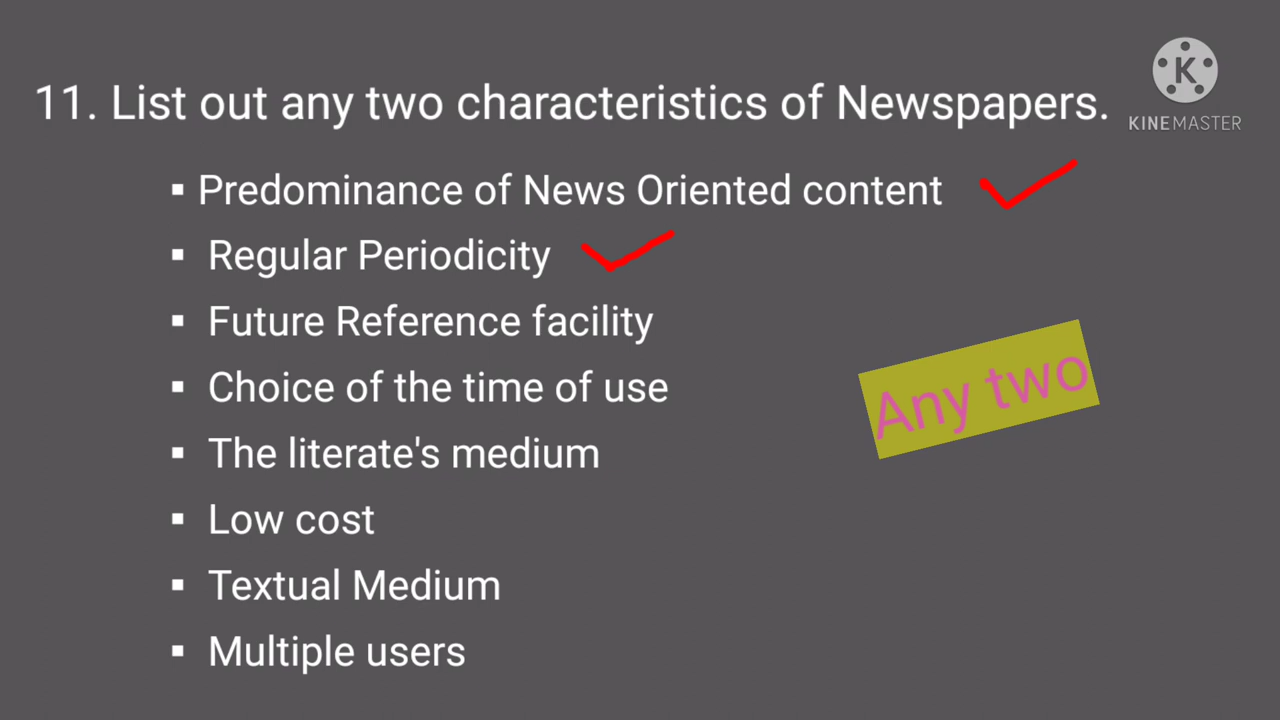 11. List out any two characteristics of Newspapers.
K
KINEMASTER
▪ Predominance of News Oriented content
▪ Regular Periodicity
▪ Future Reference facility
▪ Choice of the time of use
Any two
▪ The literate's medium
▪ Low cost
▪ Textual Medium
▪ Multiple users